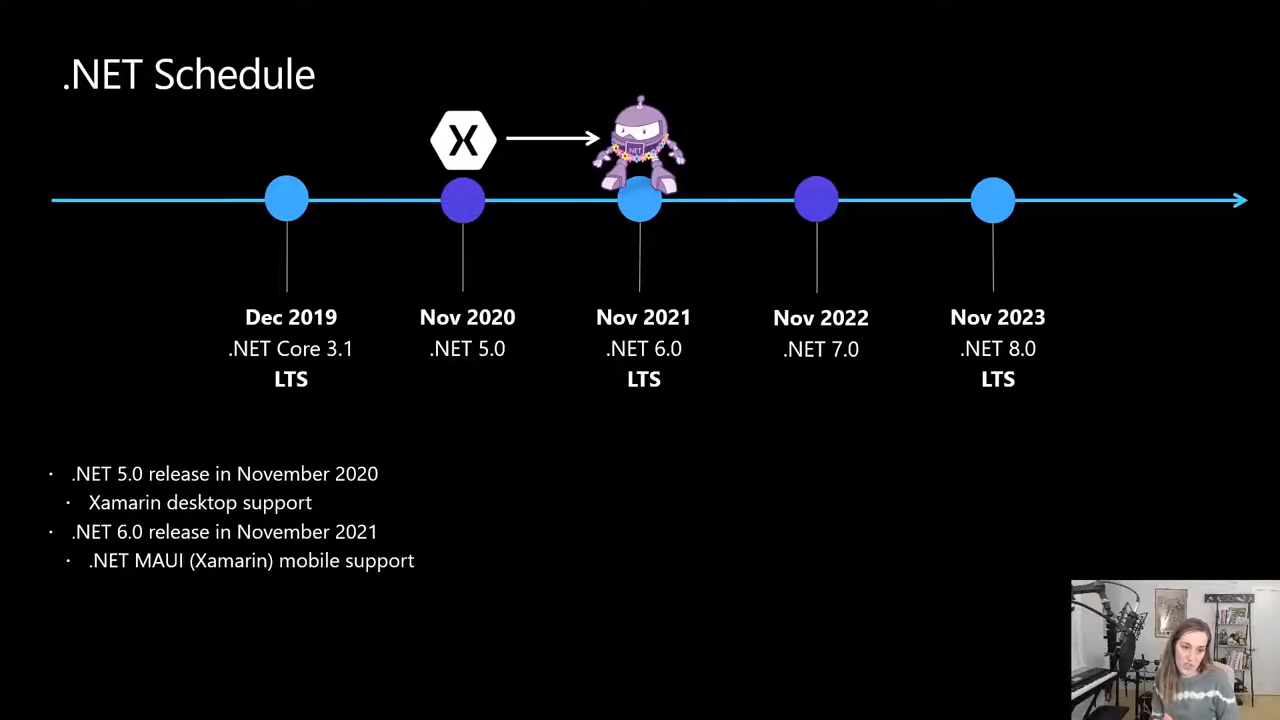 .NET Schedule
X
.NET
Dec 2019
.NET Core 3.1
LTS
Nov 2020
.NET 5.0
Nov 2021
.NET 6.0
LTS
Nov 2022
.NET 7.0
Nov 2023
.NET 8.0
LTS
· .NET 5.0 release in November 2020
· Xamarin desktop support
· .NET 6.0 release in November 2021
· .NET MAUI (Xamarin) mobile support